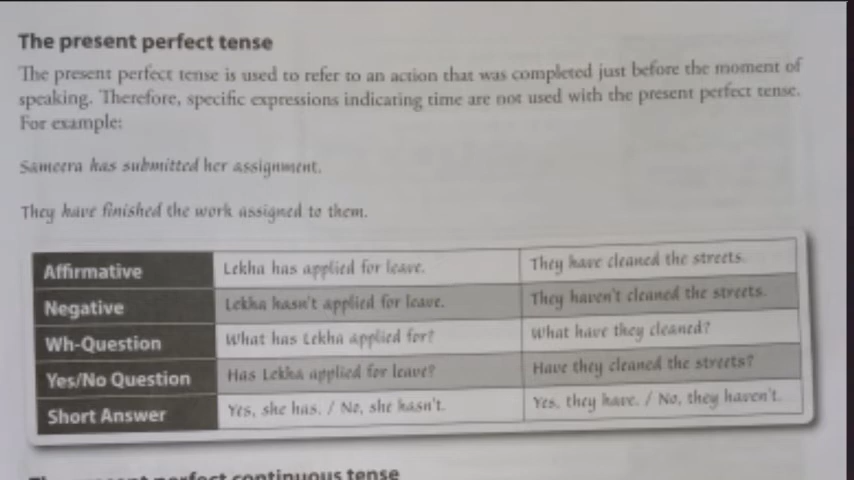 The present perfect tense
The present perfect tense is used to refer to an action that was completed just before the moment of
speaking. Therefore, specific expressions indicating time are not used with the present perfect tense.
For example:
Sameera has submitted her assignment.
They have finished the work assigned to them.
Affirmative Lekha has applied for leave. They have cleaned the streets.
Negative Lekha hasn't applied for leave. They haven't cleaned the streets.
Wh-Question What has Lekha applied for? What have they cleaned?
Yes/No Question Has Lekha applied for leave? Have they cleaned the streets?
Short Answer Yes, she has. / No, she hasn't. Yes, they have. / No, they haven't.
The present perfect continuous tense